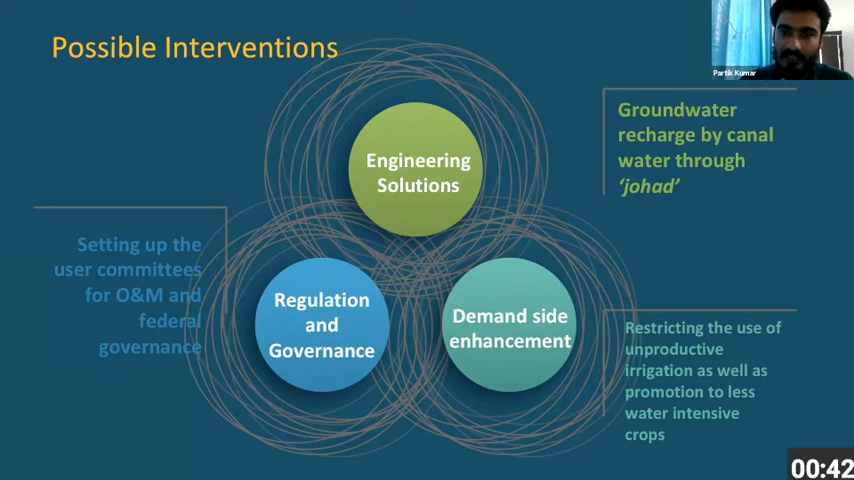 Possible Interventions
Partik Kumar
Engineering
Solutions
Groundwater
recharge by canal
water through
‘johad’
Setting up the
user committees
for O&M and
federal
governance
Regulation
and
Governance
Demand side
enhancement
Restricting the use of
unproductive
irrigation as well as
promotion to less
water intensive
crops
00:42